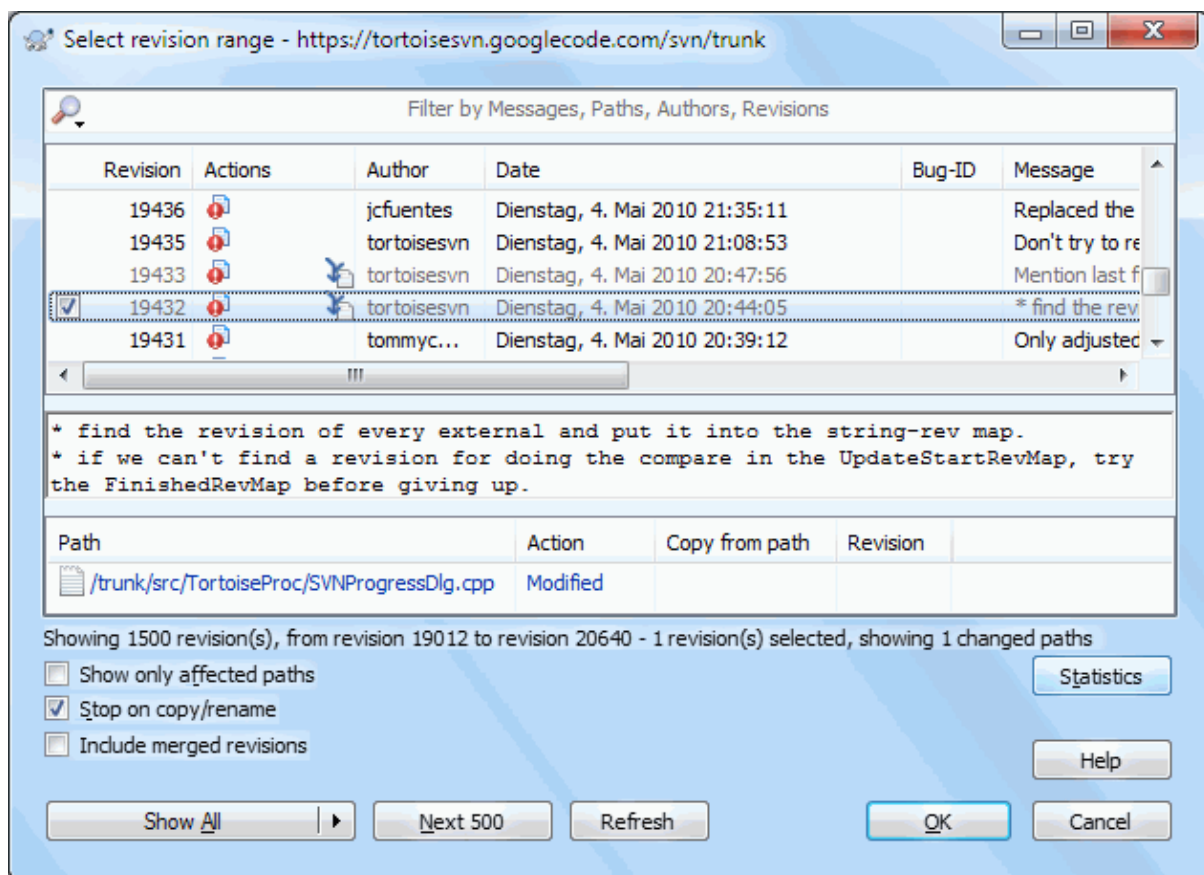 Select revision range - https://tortoisesvn.googlecode.com/svn/trunk
Filter by Messages, Paths, Authors, Revisions
Revision Actions Author Date Bug-ID Message
19436 jcfuentes Dienstag, 4. Mai 2010 21:35:11 Replaced the
19435 tortoisesvn Dienstag, 4. Mai 2010 21:08:53 Don't try to re
19433 tortoisesvn Dienstag, 4. Mai 2010 20:47:56 Mention last f
19432 tortoisesvn Dienstag, 4. Mai 2010 20:44:05 * find the rev
19431 tommyc... Dienstag, 4. Mai 2010 20:39:12 Only adjusted
* find the revision of every external and put it into the string-rev map.
* if we can't find a revision for doing the compare in the UpdateStartRevMap, try
the FinishedRevMap before giving up.
Path Action Copy from path Revision
/trunk/src/TortoiseProc/SVNProgressDlg.cpp Modified
Showing 1500 revision(s), from revision 19012 to revision 20640 - 1 revision(s) selected, showing 1 changed paths
Show only affected paths
Statistics
Stop on copy/rename
Include merged revisions
Help
Show All Next 500 Refresh OK Cancel